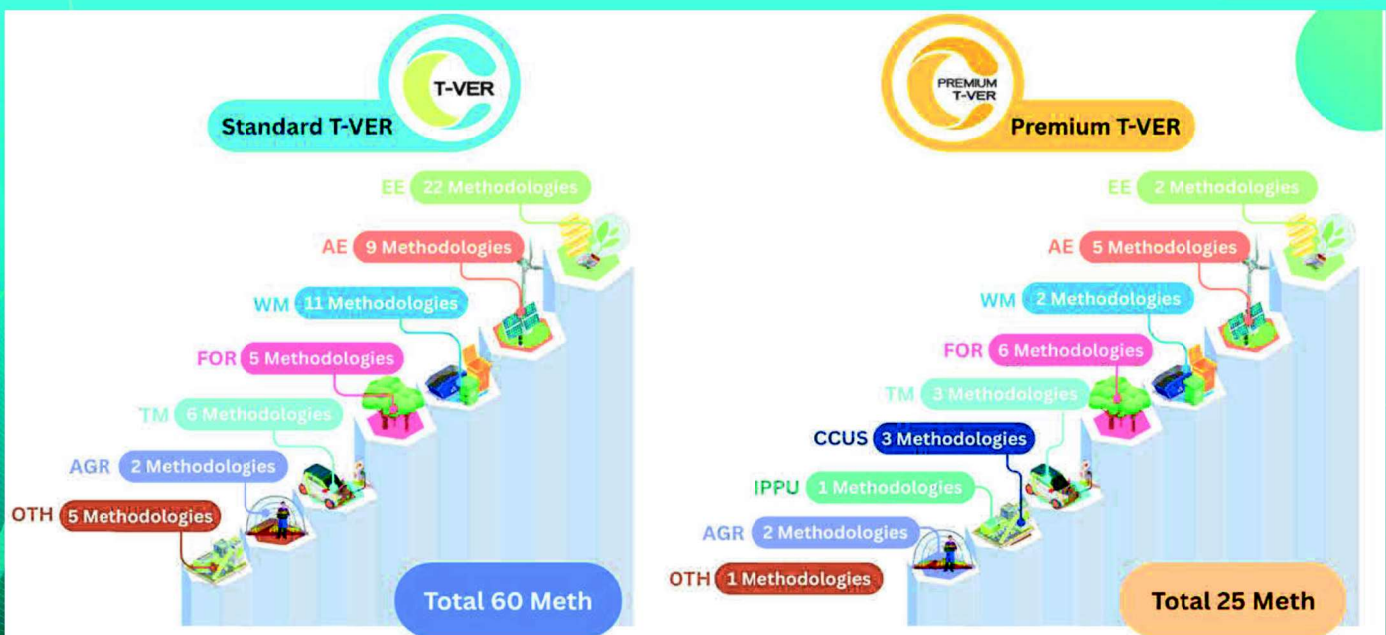 T-VER
Standard T-VER
EE 22 Methodologies
AE 9 Methodologies
WM 11 Methodologies
FOR 5 Methodologies
TM 6 Methodologies
AGR 2 Methodologies
OTH 5 Methodologies
Total 60 Meth
PREMIUM
T-VER
Premium T-VER
EE 2 Methodologies
AE 5 Methodologies
WM 2 Methodologies
FOR 6 Methodologies
TM 3 Methodologies
CCUS 3 Methodologies
IPPU 1 Methodologies
AGR 2 Methodologies
OTH 1 Methodologies
Total 25 Meth